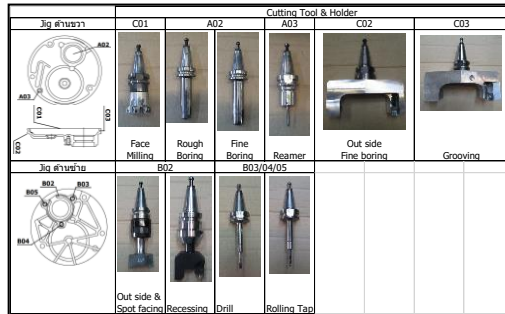 Cutting Tool & Holder
Jig ด้านขวา C01 A02 A03 C02 C03
A02
A03
C01
C03
C02
Face Milling
Rough Boring
Fine Boring
Reamer
Out side Fine boring
Grooving
Jig ด้านซ้าย B02 B03/04/05
B02
B03
B05
B04
Out side & Spot facing
Recessing
Drill
Rolling Tap